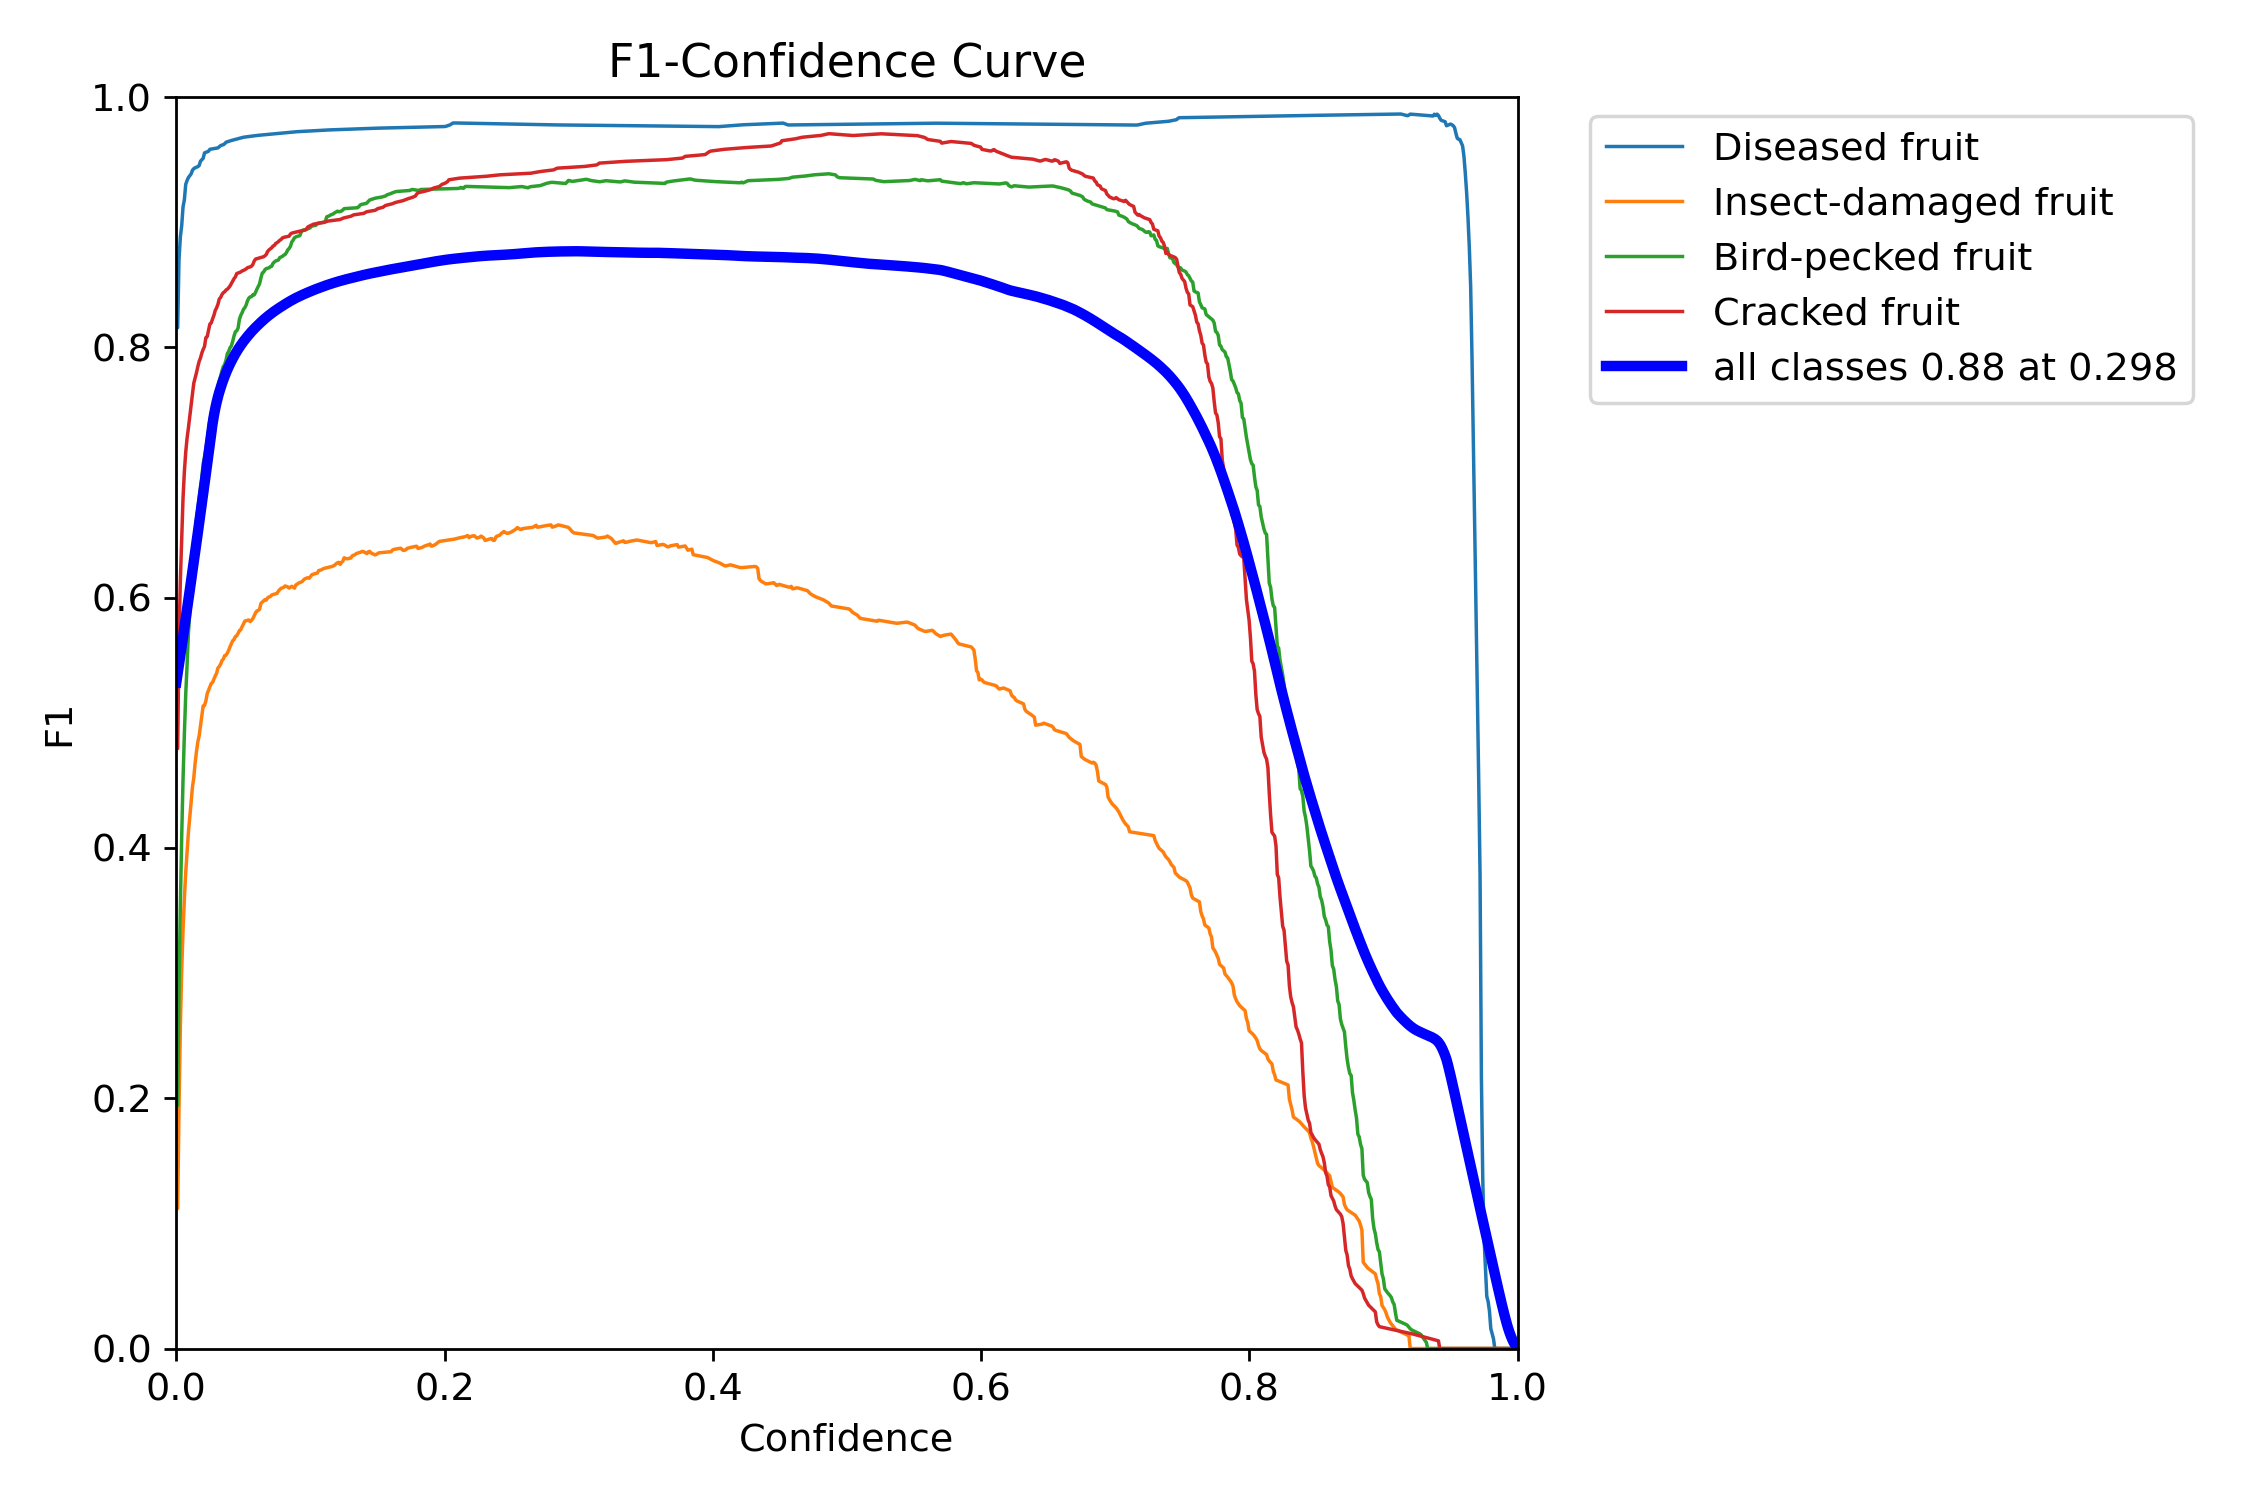 F1-Confidence Curve
1.0
0.8
0.6
0.4
0.2
0.0
F1
0.0 0.2 0.4 0.6 0.8 1.0
Confidence
Diseased fruit
Insect-damaged fruit
Bird-pecked fruit
Cracked fruit
all classes 0.88 at 0.298